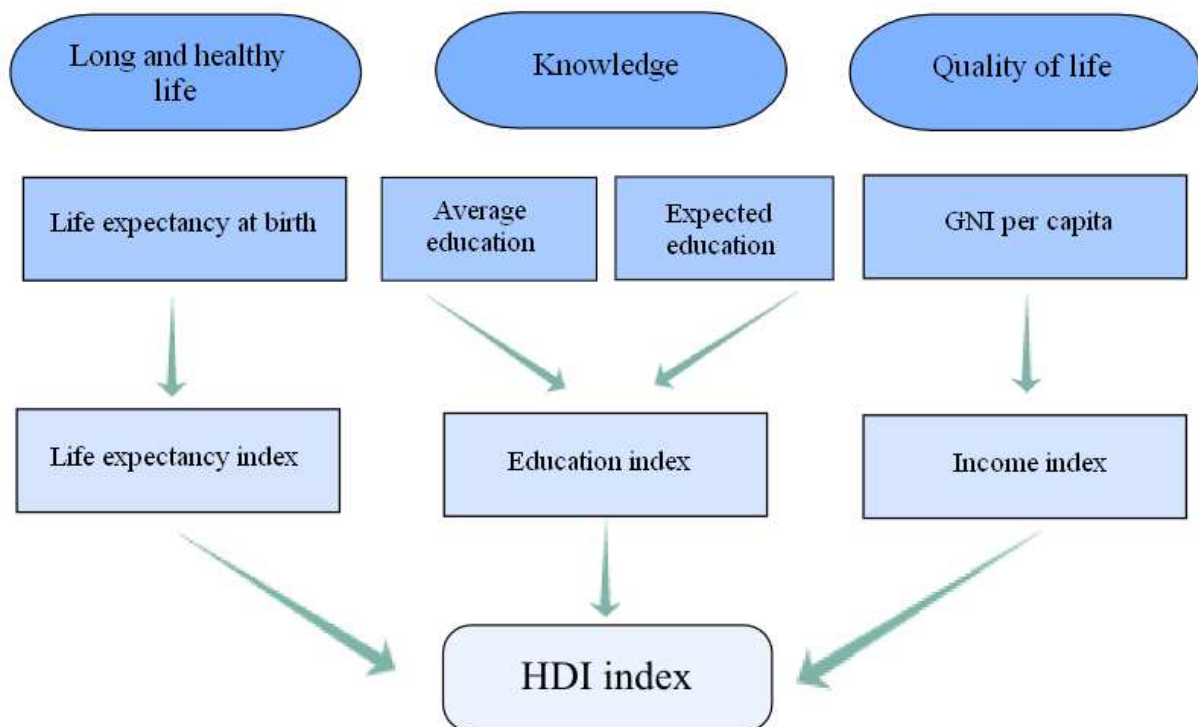 Long and healthy
life
Knowledge
Quality of life
Life expectancy at birth
Average
education
Expected
education
GNI per capita
Life expectancy index
Education index
Income index
HDI index